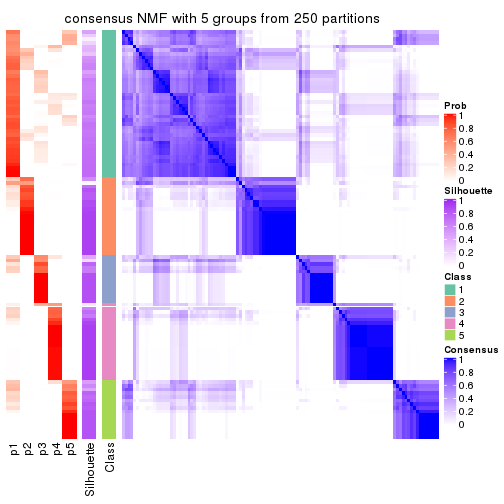 consensus NMF with 5 groups from 250 partitions
Prob
1
0.8
0.6
0.4
0.2
0
Silhouette
1
0.8
0.6
0.4
0.2
0
Class
1
2
3
4
5
Consensus
1
0.8
0.6
0.4
0.2
0
p1
p2
p3
p4
p5
Silhouette
Class